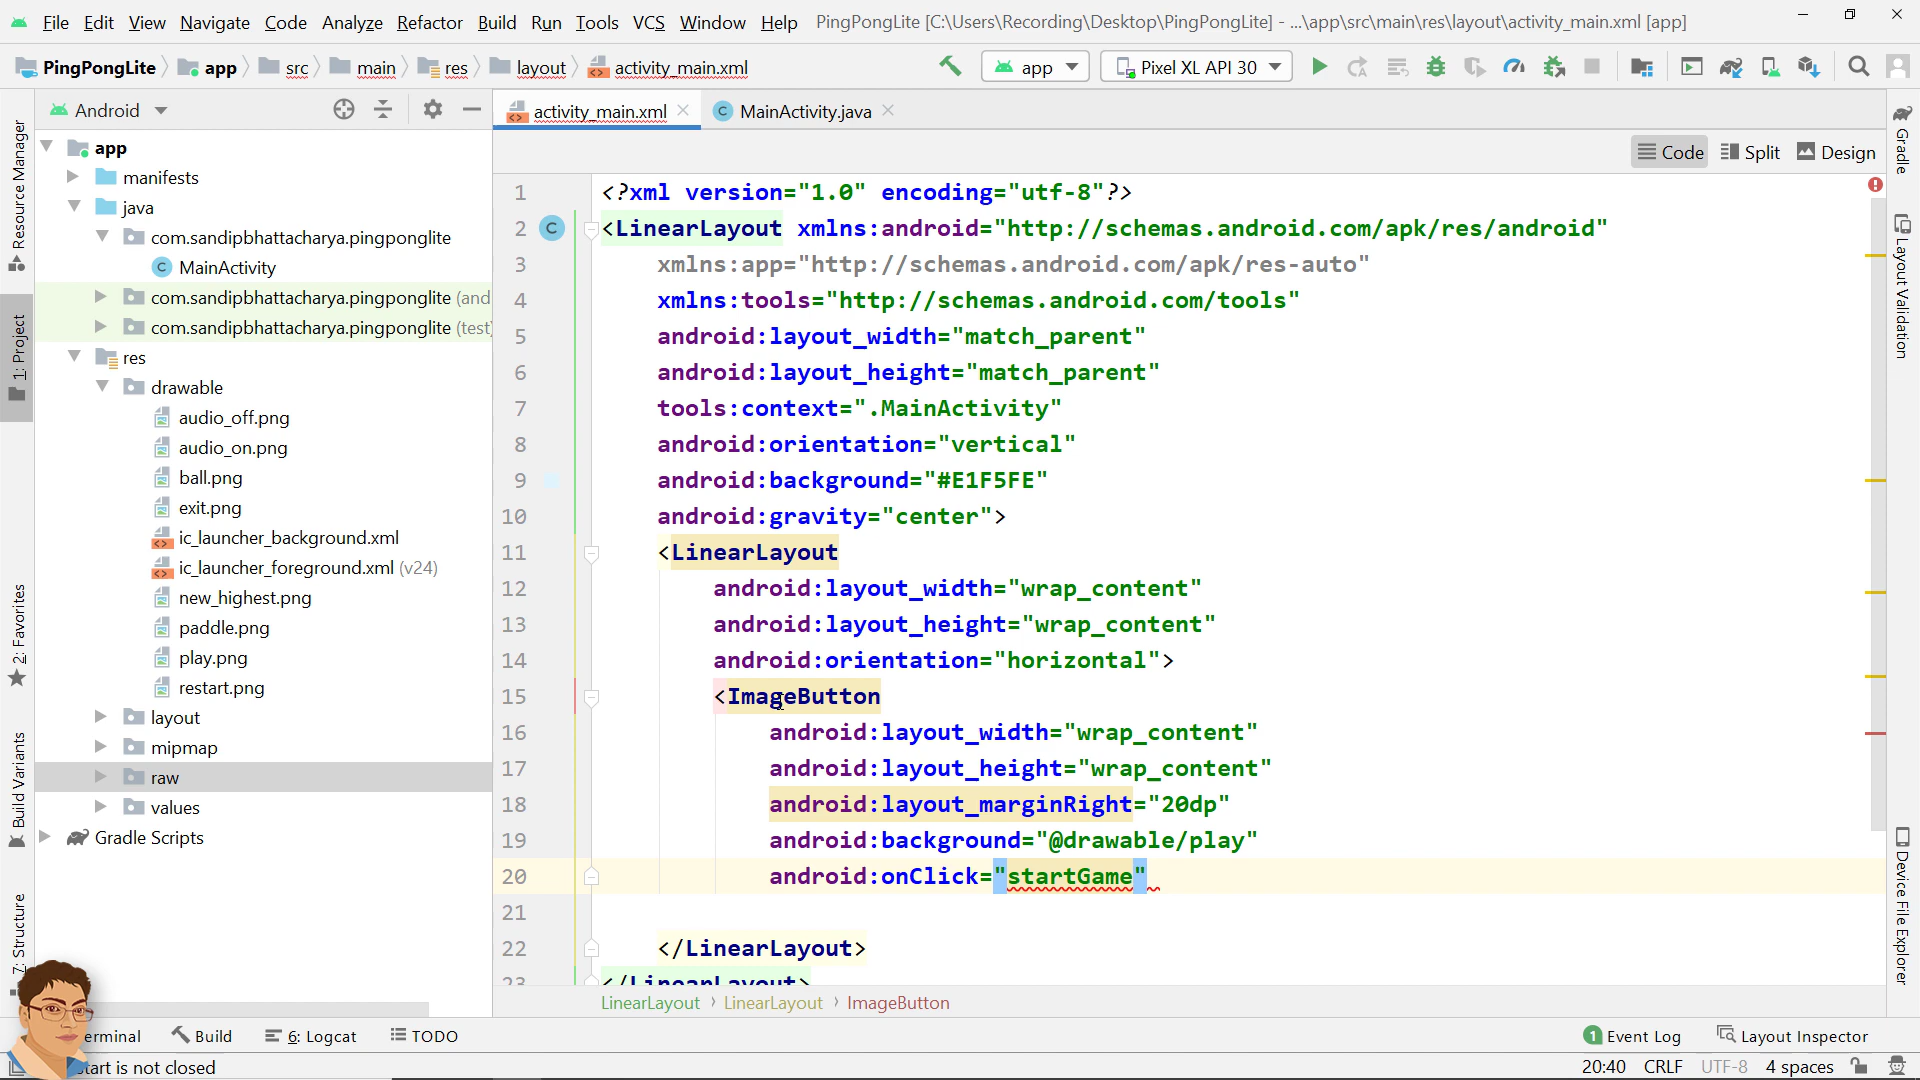 File Edit View Navigate Code Analyze Refactor Build Run Tools VCS Window Help PingPongLite [C:\Users\Recording\Desktop\PingPongLite] - ...\app\src\main\res\layout\activity_main.xml [app]
PingPongLite app src main res layout activity_main.xml app Pixel XL API 30
Android activity_main.xml MainActivity.java
Code Split Design
app
manifests
java
com.sandipbhattacharya.pingponglite
MainActivity
com.sandipbhattacharya.pingponglite (and
com.sandipbhattacharya.pingponglite (test)
res
drawable
audio_off.png
audio_on.png
ball.png
exit.png
ic_launcher_background.xml
ic_launcher_foreground.xml (v24)
new_highest.png
paddle.png
play.png
restart.png
layout
mipmap
raw
values
Gradle Scripts
1 <?xml version="1.0" encoding="utf-8"?>
2 <LinearLayout xmlns:android="http://schemas.android.com/apk/res/android"
3 xmlns:app="http://schemas.android.com/apk/res-auto"
4 xmlns:tools="http://schemas.android.com/tools"
5 android:layout_width="match_parent"
6 android:layout_height="match_parent"
7 tools:context=".MainActivity"
8 android:orientation="vertical"
9 android:background="#E1F5FE"
10 android:gravity="center">
11 <LinearLayout
12 android:layout_width="wrap_content"
13 android:layout_height="wrap_content"
14 android:orientation="horizontal">
15 <ImageButton
16 android:layout_width="wrap_content"
17 android:layout_height="wrap_content"
18 android:layout_marginRight="20dp"
19 android:background="@drawable/play"
20 android:onClick="startGame"
21
22 </LinearLayout>
23 </LinearLayout>
LinearLayout LinearLayout ImageButton
Resource Manager
1: Project
2: Favorites
Build Variants
7: Structure
Gradle
Layout Validation
Device File Explorer
erminal Build 6: Logcat TODO 1 Event Log Layout Inspector
start is not closed 20:40 CRLF UTF-8 4 spaces